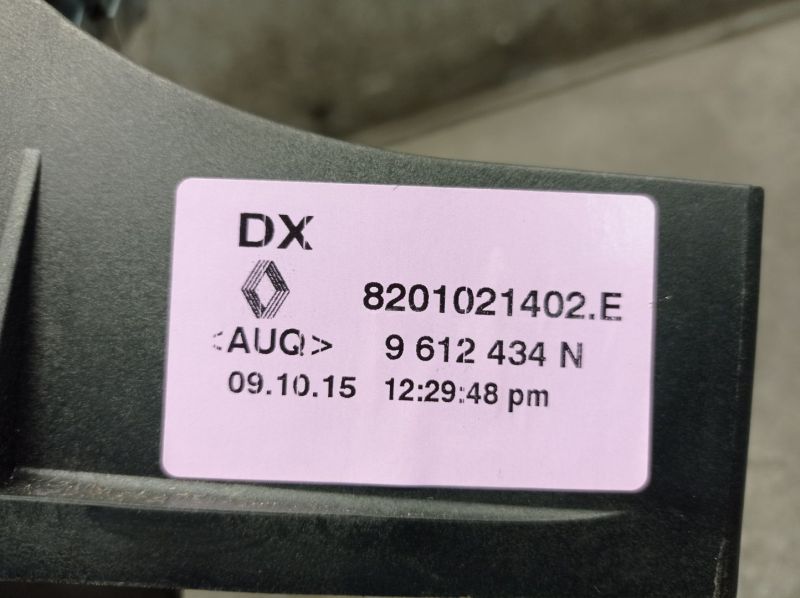 DX
8201021402.E
<AUQ> 9 612 434 N
09.10.15 12:29:48 pm